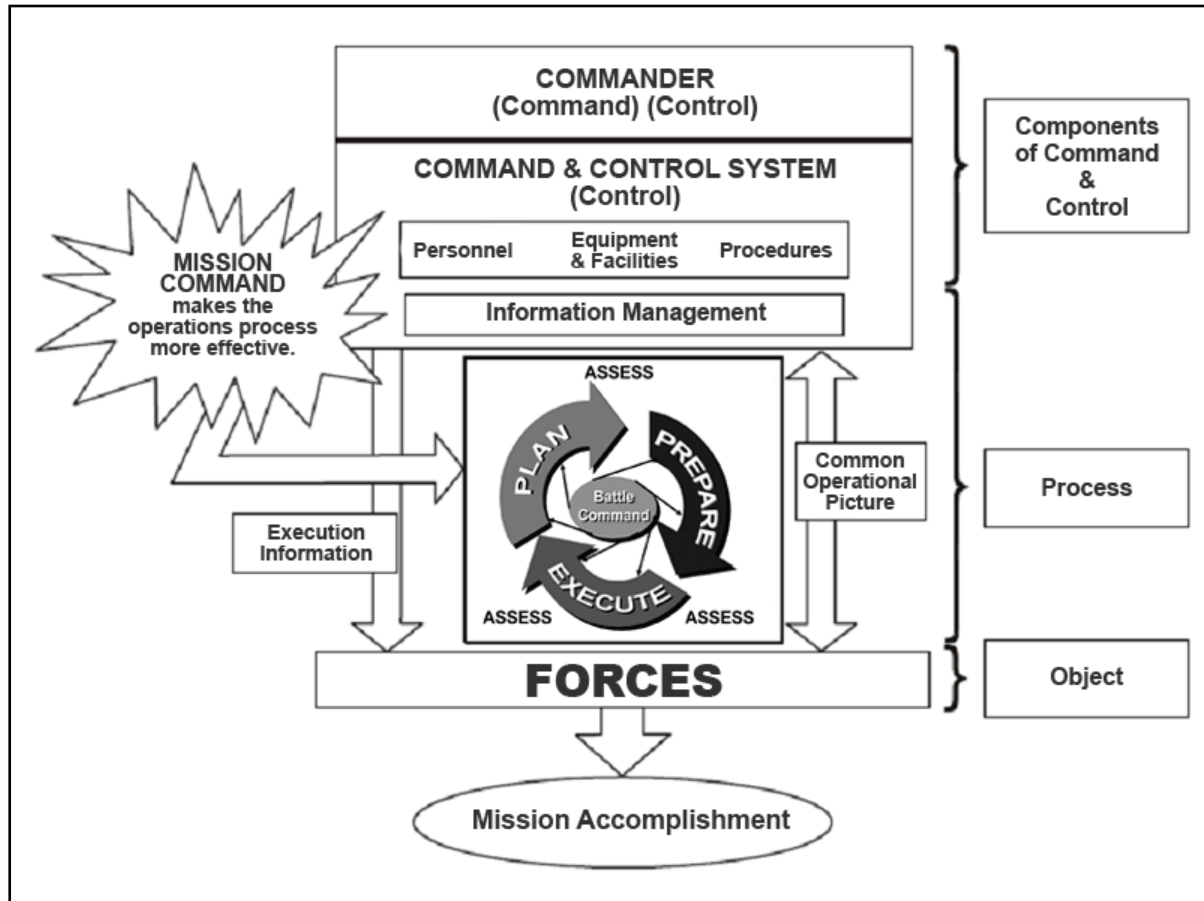 COMMANDER
(Command) (Control)
COMMAND & CONTROL SYSTEM
(Control)
Personnel
Equipment
& Facilities
Procedures
Information Management
Components
of Command
&
Control
MISSION
COMMAND
makes the
operations process
more effective.
ASSESS
PLAN
PREPARE
Battle
Command
EXECUTE
ASSESS
ASSESS
Execution
Information
Common
Operational
Picture
Process
FORCES
Object
Mission Accomplishment